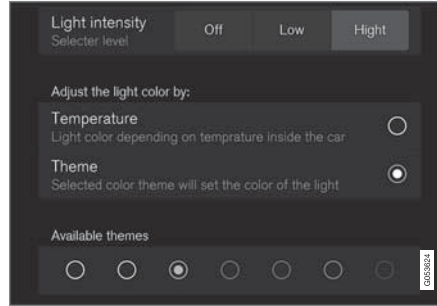 Light intensity
Selecter level
Off
Low
Hight
Adjust the light color by:
Temperature
Light color depending on temprature inside the car
Theme
Selected color theme will set the color of the light
Available themes
G053624